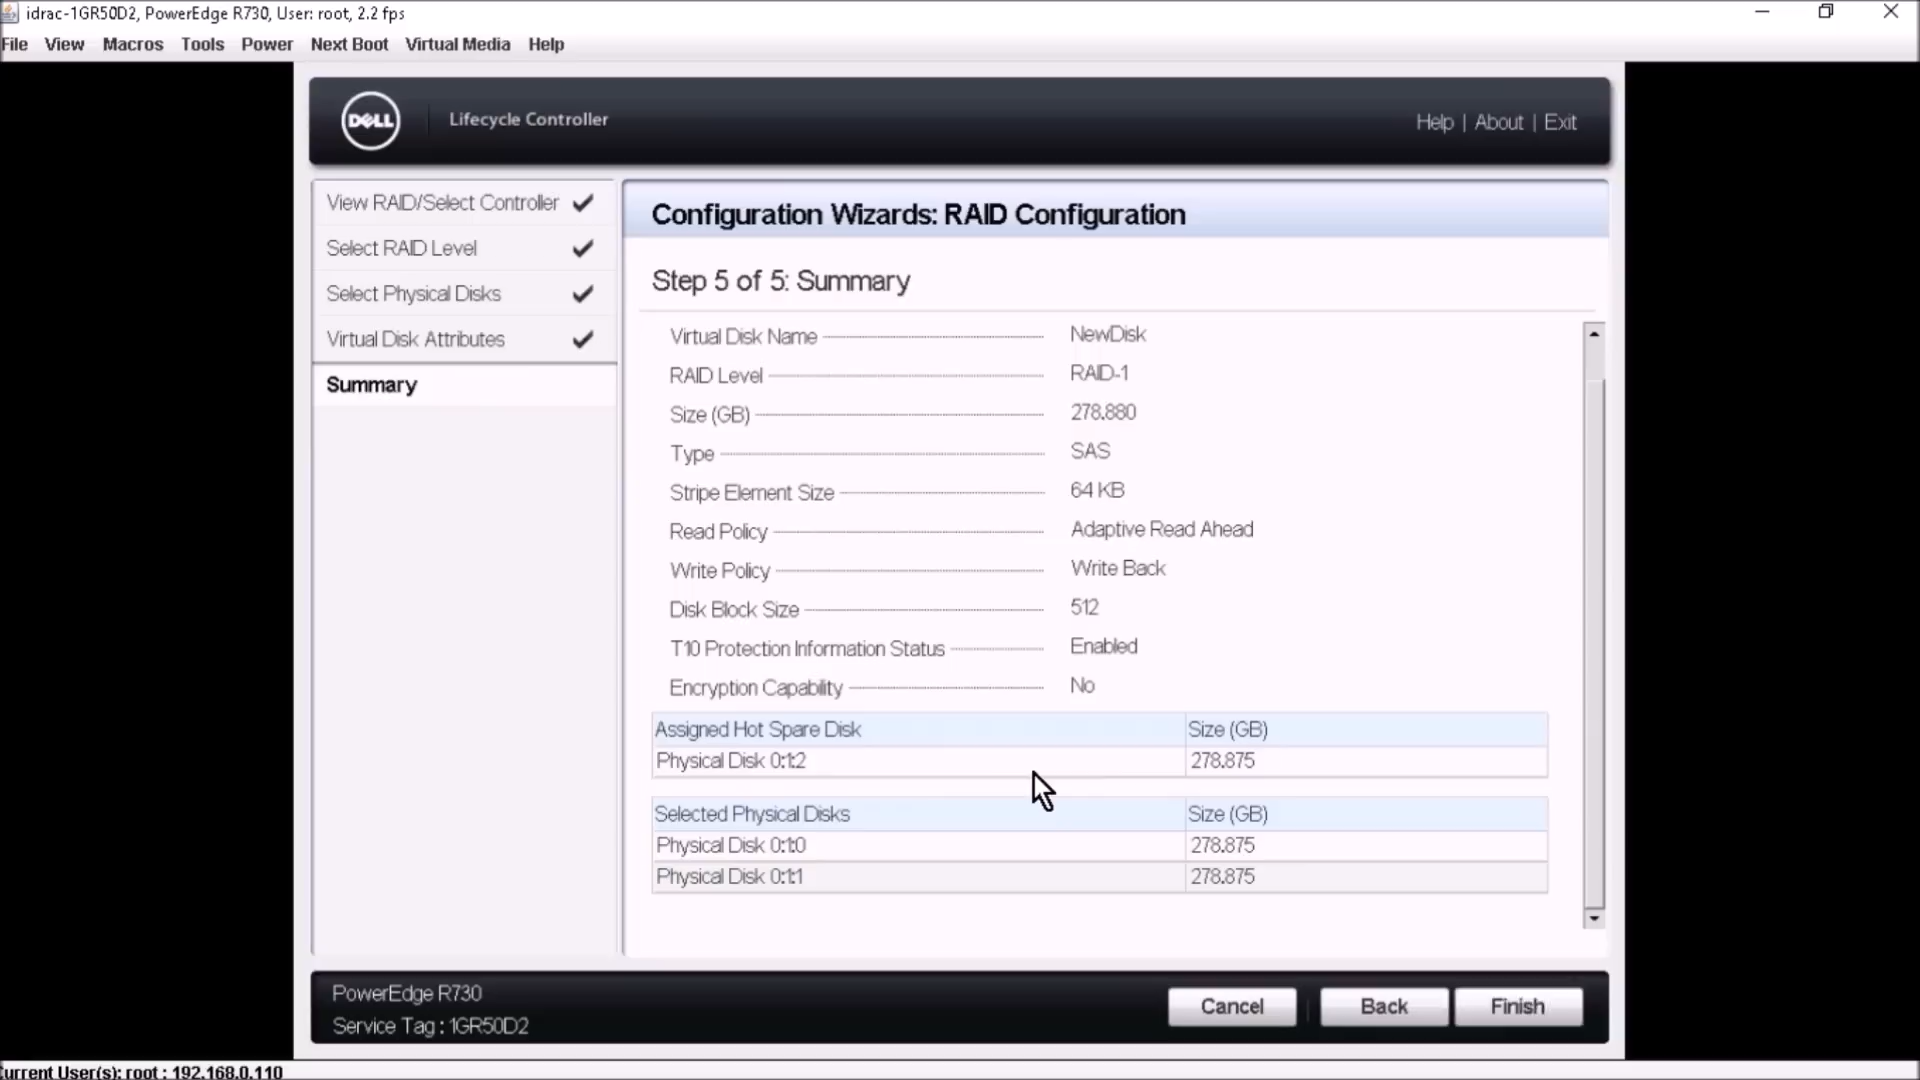 idrac-1GR50D2, PowerEdge R730, User: root, 2.2 fps
File View Macros Tools Power Next Boot Virtual Media Help
DELL Lifecycle Controller Help | About | Exit
View RAID/Select Controller
Select RAID Level
Select Physical Disks
Virtual Disk Attributes
Summary
Configuration Wizards: RAID Configuration
Step 5 of 5: Summary
Virtual Disk Name NewDisk
RAID Level RAID-1
Size (GB) 278.880
Type SAS
Stripe Element Size 64 KB
Read Policy Adaptive Read Ahead
Write Policy Write Back
Disk Block Size 512
T10 Protection Information Status Enabled
Encryption Capability No
Assigned Hot Spare Disk Size (GB)
Physical Disk 0:1:2 278.875
Selected Physical Disks Size (GB)
Physical Disk 0:1:0 278.875
Physical Disk 0:1:1 278.875
PowerEdge R730
Service Tag : 1GR50D2
Cancel Back Finish
urrent User(s): root : 192.168.0.110